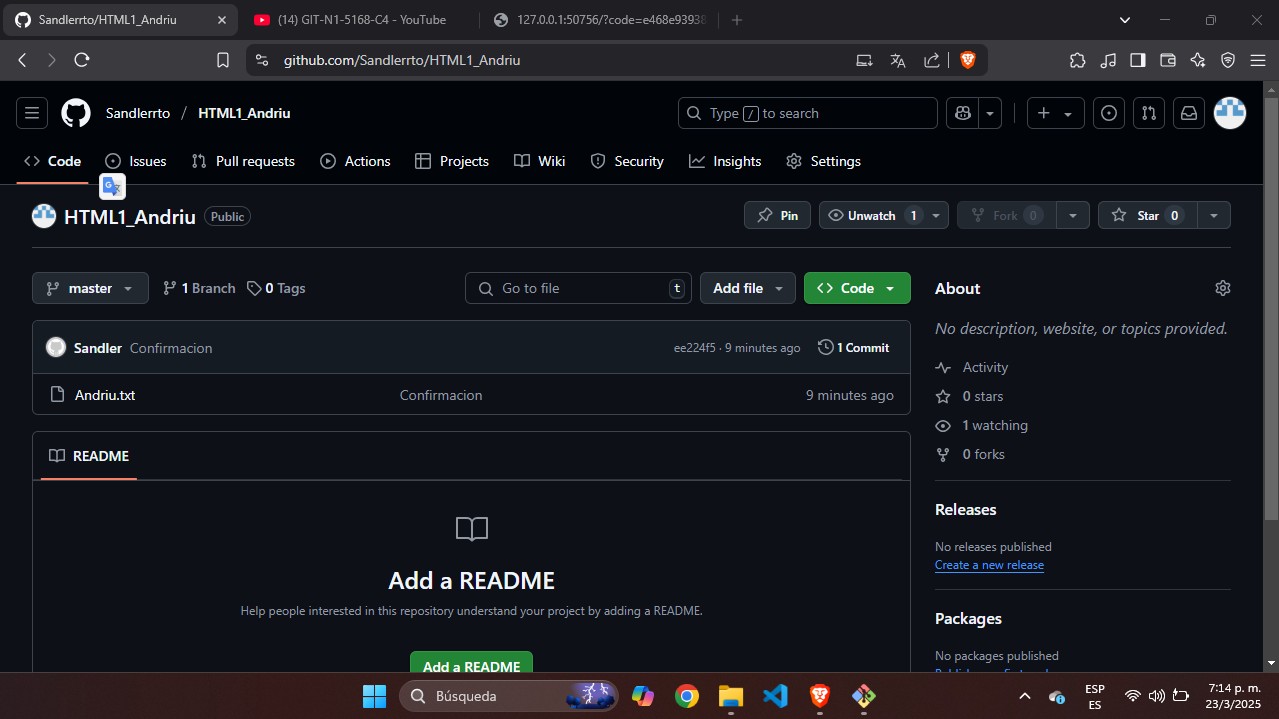 Sandlerrto/HTML1_Andriu
(14) GIT-N1-5168-C4 - YouTube
127.0.0.1:50756/?code=e468e93938
github.com/Sandlerrto/HTML1_Andriu
Sandlerrto / HTML1_Andriu
Type / to search
Code
Issues
Pull requests
Actions
Projects
Wiki
Security
Insights
Settings
HTML1_Andriu
Public
Pin
Unwatch 1
Fork 0
Star 0
master
1 Branch
0 Tags
Go to file
t
Add file
Code
Sandler Confirmacion
ee224f5 · 9 minutes ago
1 Commit
Andriu.txt
Confirmacion
9 minutes ago
README
Add a README
Help people interested in this repository understand your project by adding a README.
Add a README
About
No description, website, or topics provided.
Activity
0 stars
1 watching
0 forks
Releases
No releases published
Create a new release
Packages
No packages published
Búsqueda
ESP
ES
7:14 p. m.
23/3/2025